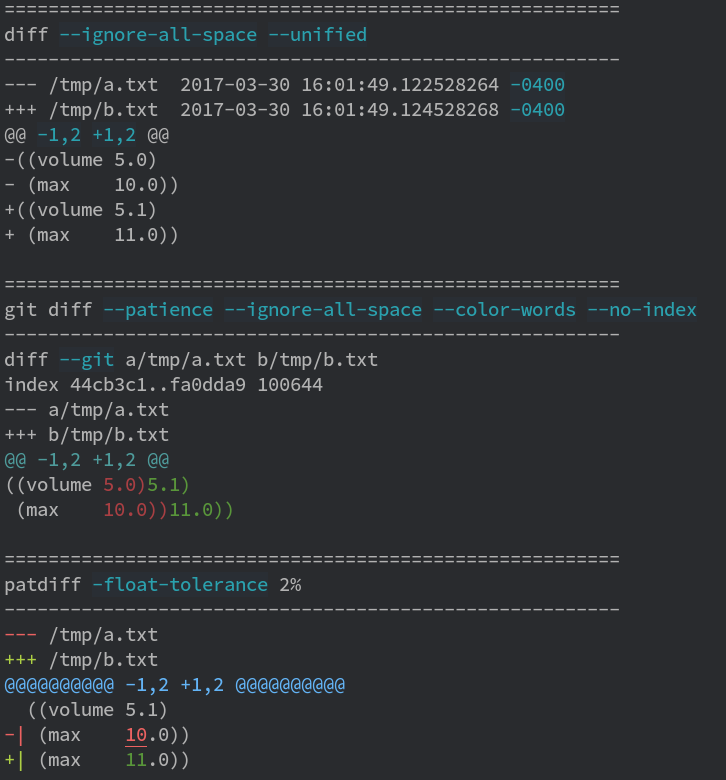 ========================================================
diff --ignore-all-space --unified
--------------------------------------------------------
--- /tmp/a.txt  2017-03-30 16:01:49.122528264 -0400
+++ /tmp/b.txt  2017-03-30 16:01:49.124528268 -0400
@@ -1,2 +1,2 @@
-((volume 5.0)
- (max    10.0))
+((volume 5.1)
+ (max    11.0))

========================================================
git diff --patience --ignore-all-space --color-words --no-index
--------------------------------------------------------
diff --git a/tmp/a.txt b/tmp/b.txt
index 44cb3c1..fa0dda9 100644
--- a/tmp/a.txt
+++ b/tmp/b.txt
@@ -1,2 +1,2 @@
((volume 5.0)5.1)
 (max    10.0))11.0))

========================================================
patdiff -float-tolerance 2%
--------------------------------------------------------
--- /tmp/a.txt
+++ /tmp/b.txt
@@@@@@@@@@ -1,2 +1,2 @@@@@@@@@@
  ((volume 5.1)
-| (max    10.0))
+| (max    11.0))